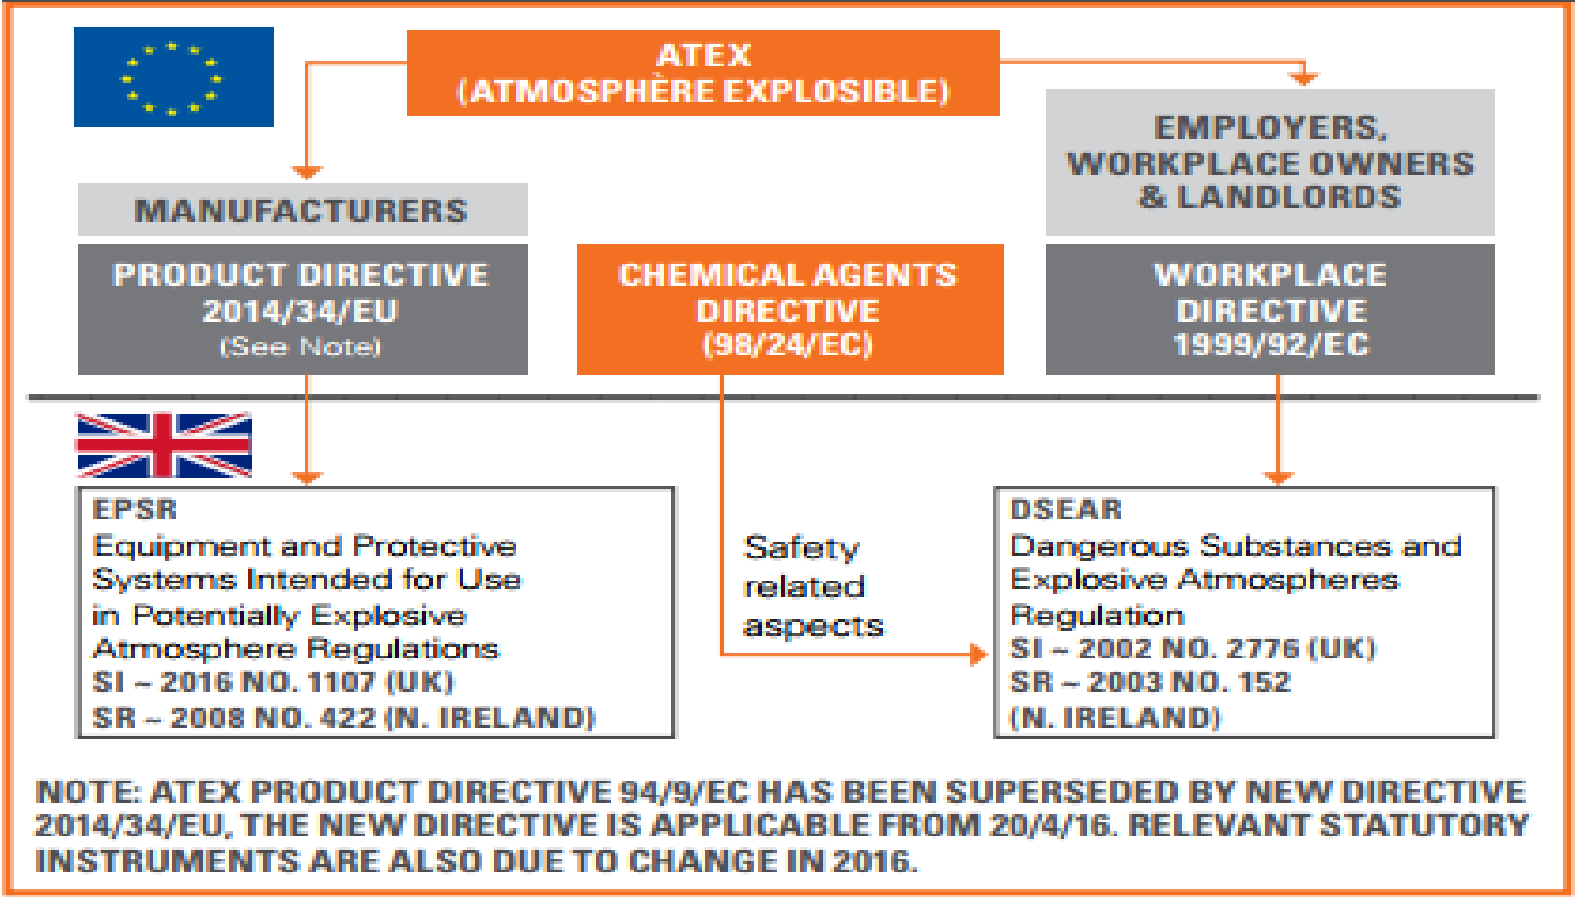 ATEX
(ATMOSPHÈRE EXPLOSIBLE)
EMPLOYERS,
WORKPLACE OWNERS
& LANDLORDS
MANUFACTURERS
PRODUCT DIRECTIVE
2014/34/EU
(See Note)
CHEMICAL AGENTS
DIRECTIVE
(98/24/EC)
WORKPLACE
DIRECTIVE
1999/92/EC
EPSR
Equipment and Protective
Systems Intended for Use
in Potentially Explosive
Atmosphere Regulations
SI ~ 2016 NO. 1107 (UK)
SR ~ 2008 NO. 422 (N. IRELAND)
Safety
related
aspects
DSEAR
Dangerous Substances and
Explosive Atmospheres
Regulation
SI ~ 2002 NO. 2776 (UK)
SR ~ 2003 NO. 152
(N. IRELAND)
NOTE: ATEX PRODUCT DIRECTIVE 94/9/EC HAS BEEN SUPERSEDED BY NEW DIRECTIVE
2014/34/EU, THE NEW DIRECTIVE IS APPLICABLE FROM 20/4/16. RELEVANT STATUTORY
INSTRUMENTS ARE ALSO DUE TO CHANGE IN 2016.